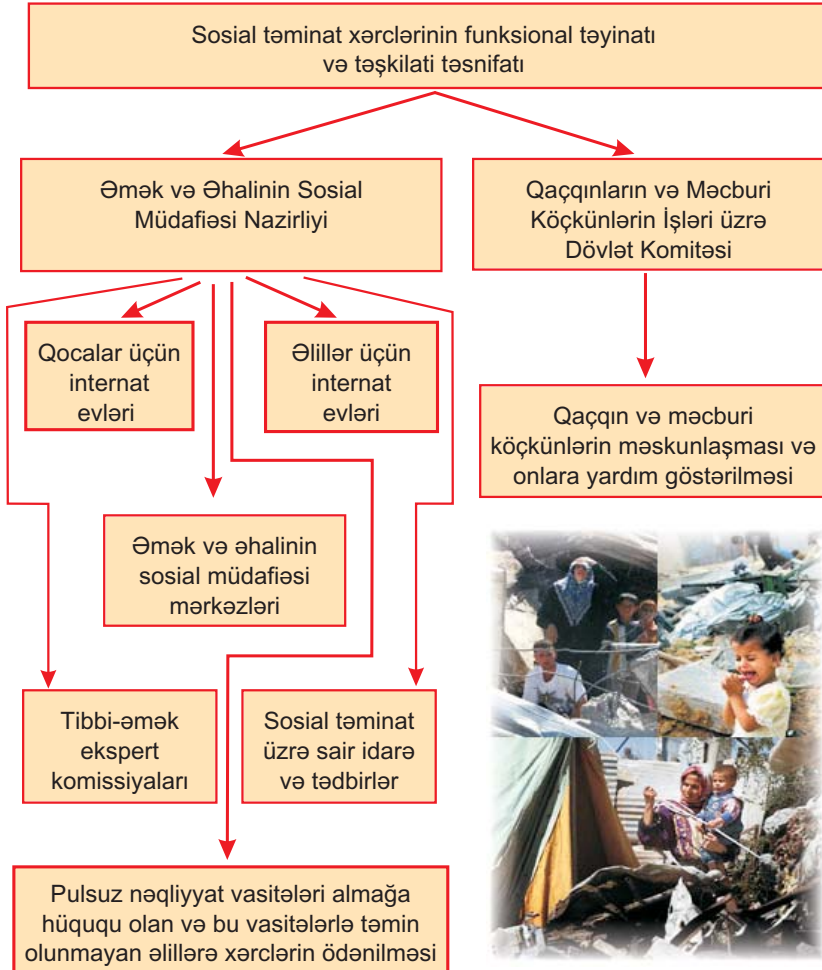 Sosial təminat xərclərinin funksional təyinatı
və təşkilati təsnifatı
Əmək və Əhalinin Sosial
Müdafiəsi Nazirliyi
Qaçqınların və Məcburi
Köçkünlərin İşləri üzrə
Dövlət Komitəsi
Qocalar üçün
internat
evləri
Əlillər üçün
internat
evləri
Qaçqın və məcburi
köçkünlərin məskunlaşması və
onlara yardım göstərilməsi
Əmək və əhalinin
sosial müdafiəsi
mərkəzləri
Tibbi-əmək
ekspert
komissiyaları
Sosial təminat
üzrə sair idarə
və tədbirlər
Pulsuz nəqliyyat vasitələri almağa
hüququ olan və bu vasitələrlə təmin
olunmayan əlillərə xərclərin ödənilməsi